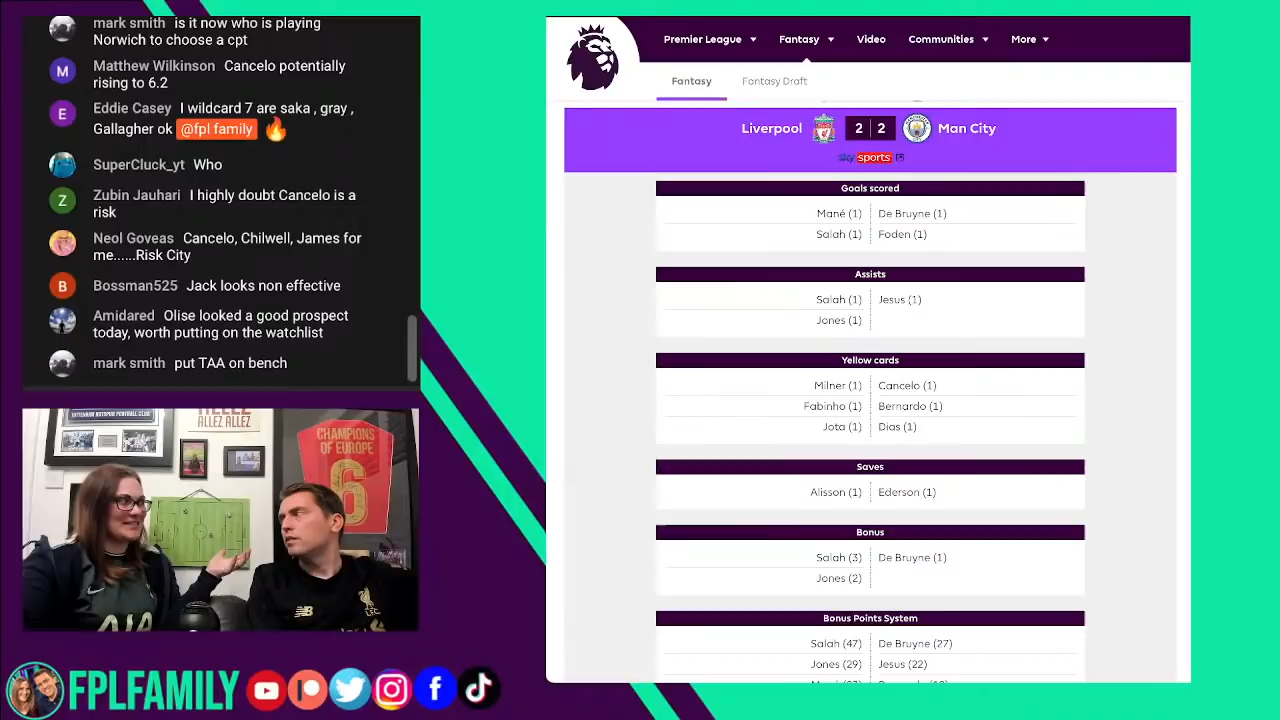 mark smith is it now who is playing
Norwich to choose a cpt
M
Matthew Wilkinson Cancelo potentially
rising to 6.2
E
Eddie Casey I wildcard 7 are saka , gray ,
Gallagher ok @fpl family
SuperCluck_yt Who
Z
Zubin Jauhari I highly doubt Cancelo is a
risk
Neol Goveas Cancelo, Chilwell, James for
me......Risk City
B
Bossman525 Jack looks non effective
Amidared Olise looked a good prospect
today, worth putting on the watchlist
mark smith put TAA on bench
TOTTENHAM HOTSPUR FOOTBALL CLUB
ALLEZ ALLEZ
CHAMPIONS
OF EUROPE
6
NB
FPLFAMILY
Premier League Fantasy Video Communities More
Fantasy Fantasy Draft
Liverpool 2 2 Man City
sky sports
Goals scored
Mané (1) De Bruyne (1)
Salah (1) Foden (1)
Assists
Salah (1) Jesus (1)
Jones (1)
Yellow cards
Milner (1) Cancelo (1)
Fabinho (1) Bernardo (1)
Jota (1) Dias (1)
Saves
Alisson (1) Ederson (1)
Bonus
Salah (3) De Bruyne (1)
Jones (2)
Bonus Points System
Salah (47) De Bruyne (27)
Jones (29) Jesus (22)